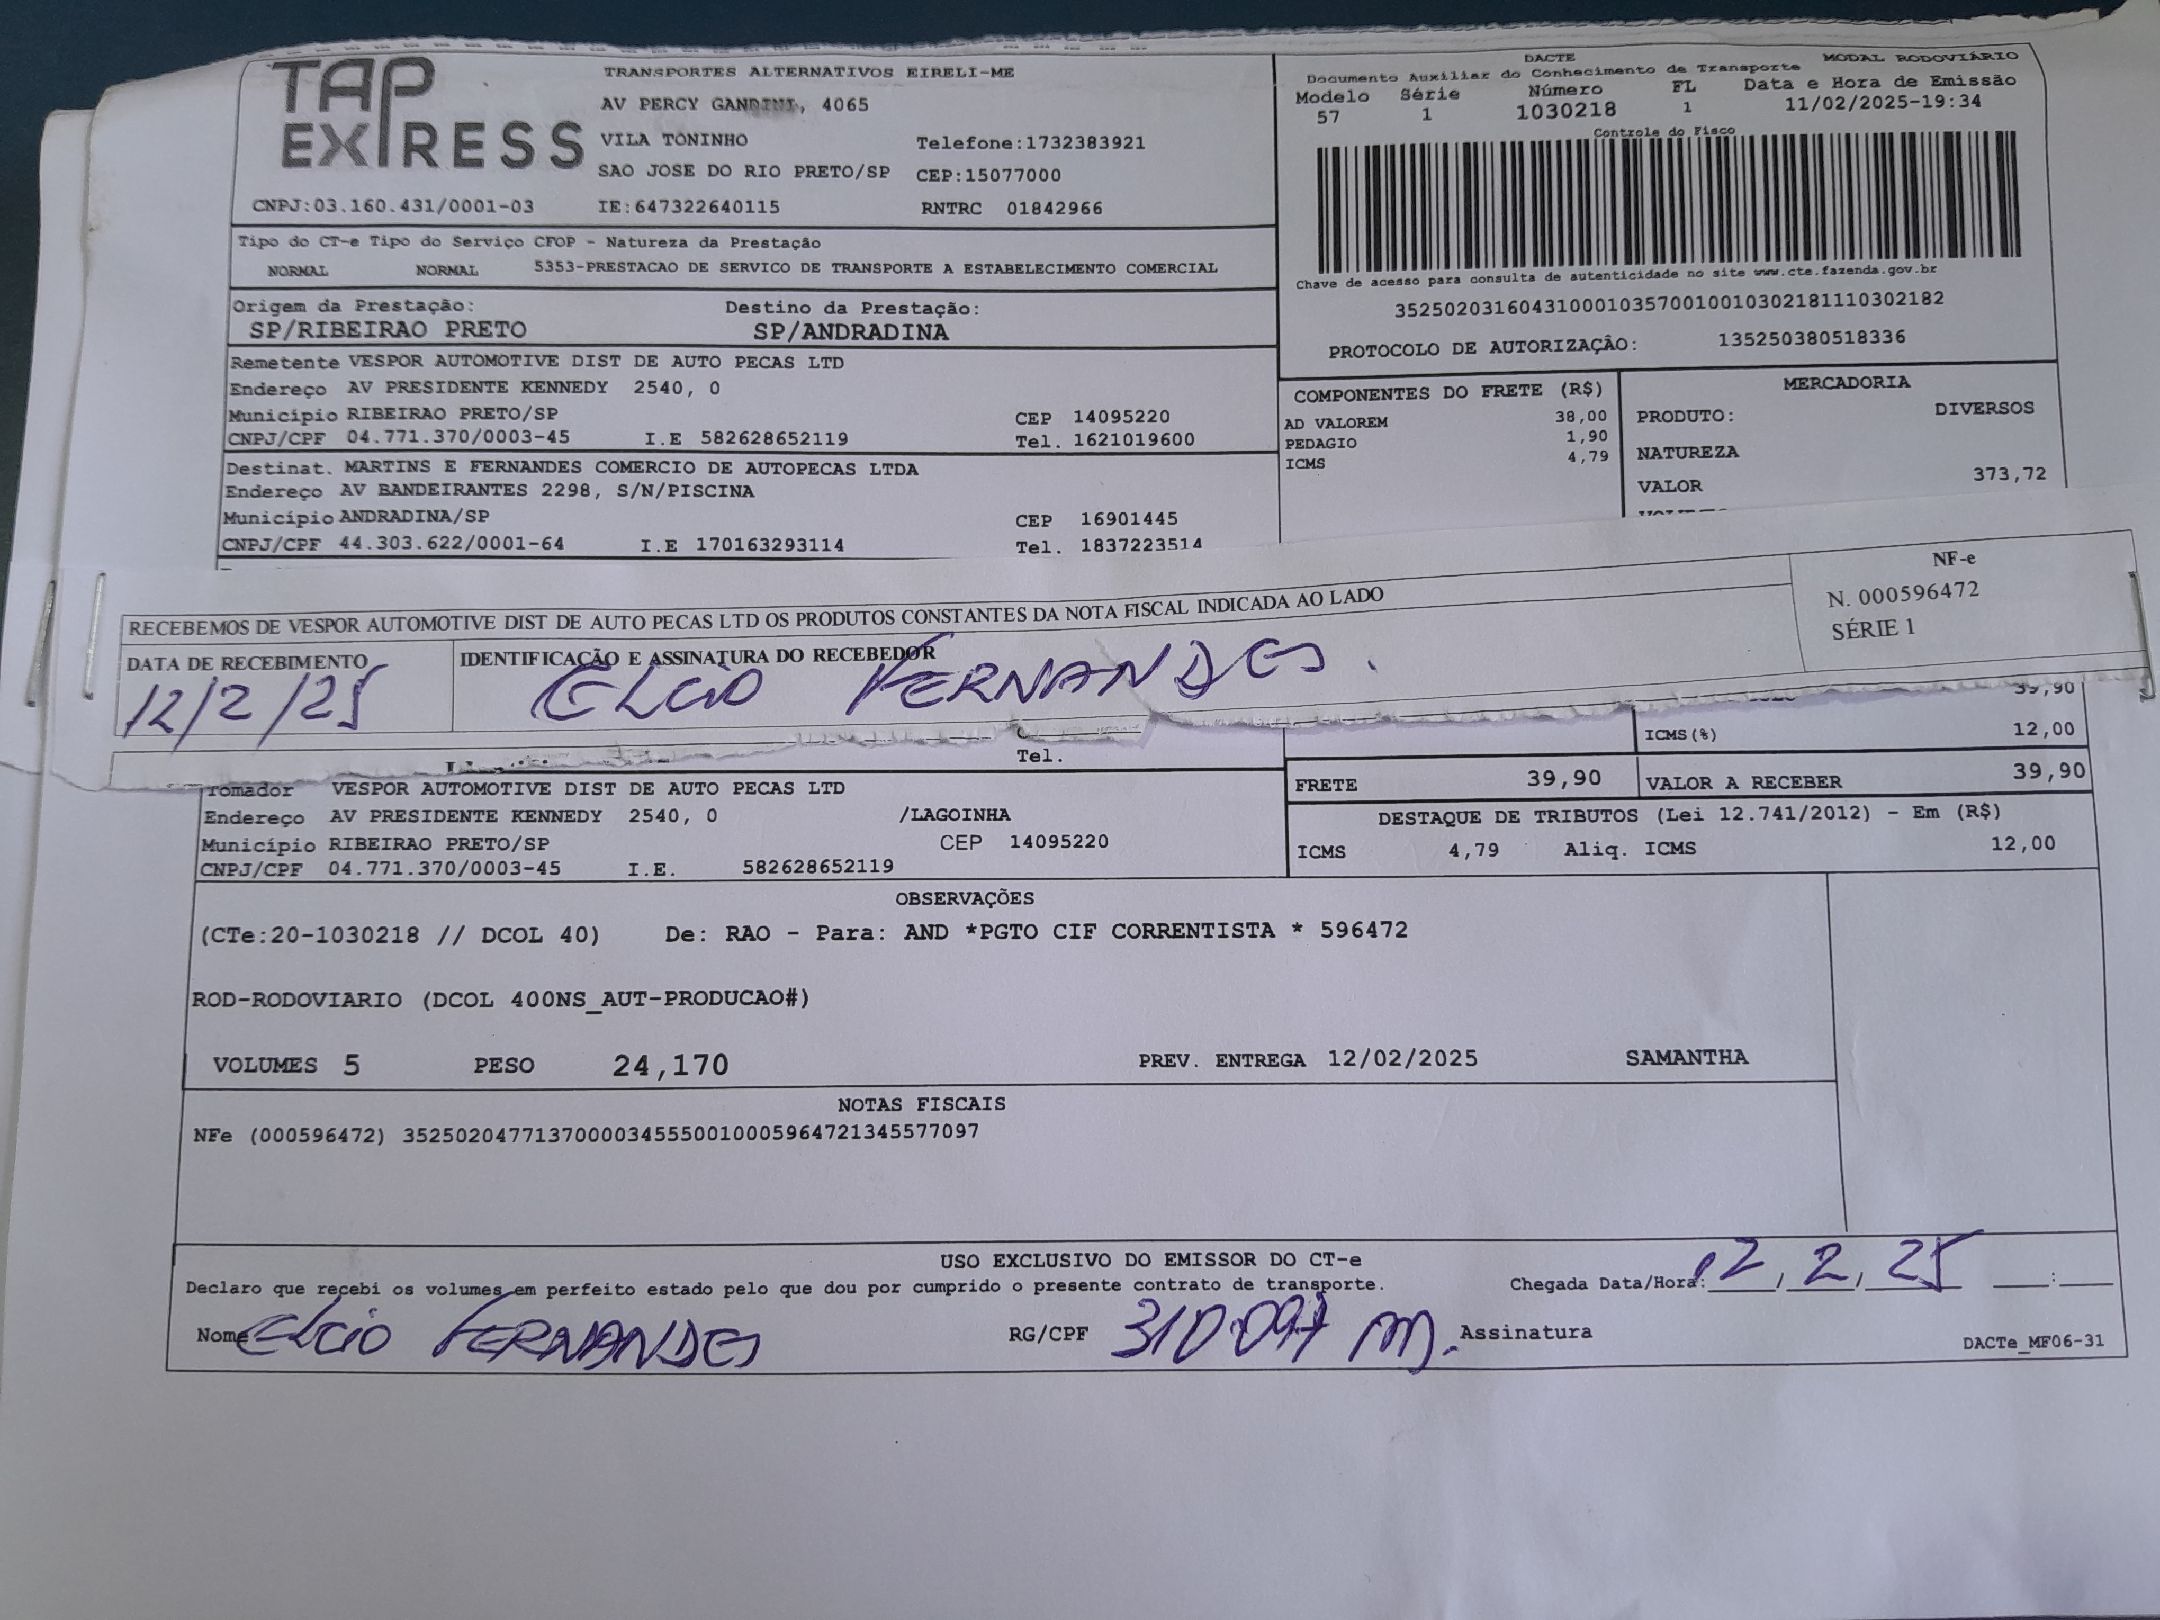 TAP EXPRESS
TRANSPORTES ALTERNATIVOS EIRELI-ME
AV PERCY GANDINI, 4065
VILA TONINHO Telefone:1732383921
SAO JOSE DO RIO PRETO/SP CEP:15077000
CNPJ:03.160.431/0001-03 IE:647322640115 RNTRC 01842966
DACTE MODAL RODOVIÁRIO
Documento Auxiliar do Conhecimento de Transporte
Modelo Série Número FL Data e Hora de Emissão
57 1 1030218 1 11/02/2025-19:34
Controle do Fisco
Chave de acesso para consulta de autenticidade no site www.cte.fazenda.gov.br
35250203160431000103570010010302181110302182
PROTOCOLO DE AUTORIZAÇÃO: 135250380518336
Tipo do CT-e Tipo do Serviço CFOP - Natureza da Prestação
NORMAL NORMAL 5353-PRESTACAO DE SERVICO DE TRANSPORTE A ESTABELECIMENTO COMERCIAL
Origem da Prestação: Destino da Prestação:
SP/RIBEIRAO PRETO SP/ANDRADINA
Remetente VESPOR AUTOMOTIVE DIST DE AUTO PECAS LTD
Endereço AV PRESIDENTE KENNEDY 2540, 0
Município RIBEIRAO PRETO/SP CEP 14095220
CNPJ/CPF 04.771.370/0003-45 I.E 582628652119 Tel. 1621019600
Destinat. MARTINS E FERNANDES COMERCIO DE AUTOPECAS LTDA
Endereço AV BANDEIRANTES 2298, S/N/PISCINA
Município ANDRADINA/SP CEP 16901445
CNPJ/CPF 44.303.622/0001-64 I.E 170163293114 Tel. 1837223514
COMPONENTES DO FRETE (R$)
AD VALOREM 38,00
PEDAGIO 1,90
ICMS 4,79
MERCADORIA
PRODUTO: DIVERSOS
NATUREZA
VALOR 373,72
RECEBEMOS DE VESPOR AUTOMOTIVE DIST DE AUTO PECAS LTD OS PRODUTOS CONSTANTES DA NOTA FISCAL INDICADA AO LADO
DATA DE RECEBIMENTO IDENTIFICAÇÃO E ASSINATURA DO RECEBEDOR
12/2/25 ELCIO FERNANDES.
NF-e
N. 000596472
SÉRIE 1
39,90
ICMS(%) 12,00
Tel.
FRETE 39,90 VALOR A RECEBER 39,90
Tomador VESPOR AUTOMOTIVE DIST DE AUTO PECAS LTD
Endereço AV PRESIDENTE KENNEDY 2540, 0 /LAGOINHA
Município RIBEIRAO PRETO/SP CEP 14095220
CNPJ/CPF 04.771.370/0003-45 I.E. 582628652119
DESTAQUE DE TRIBUTOS (Lei 12.741/2012) - Em (R$)
ICMS 4,79 Aliq. ICMS 12,00
OBSERVAÇÕES
(CTe:20-1030218 // DCOL 40) De: RAO - Para: AND *PGTO CIF CORRENTISTA * 596472
ROD-RODOVIARIO (DCOL 400NS_AUT-PRODUCAO#)
VOLUMES 5 PESO 24,170 PREV. ENTREGA 12/02/2025 SAMANTHA
NOTAS FISCAIS
NFe (000596472) 35250204771370000345550010005964721345577097
USO EXCLUSIVO DO EMISSOR DO CT-e
Declaro que recebi os volumes em perfeito estado pelo que dou por cumprido o presente contrato de transporte. Chegada Data/Hora: 12/2/25 __:__
Nome ELCIO FERNANDES RG/CPF Assinatura
DACTe_MF06-31